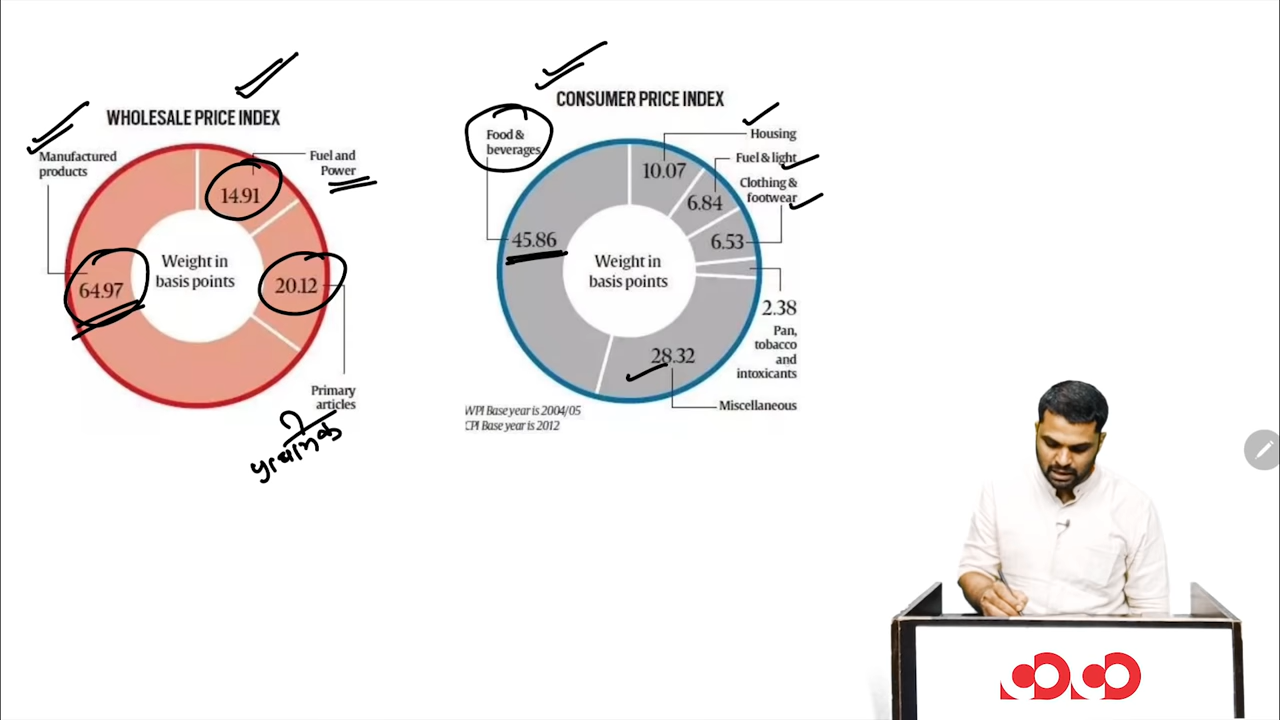 WHOLESALE PRICE INDEX
Manufactured
products
Fuel and
Power
14.91
64.97
20.12
Weight in
basis points
Primary
articles
CONSUMER PRICE INDEX
Food &
beverages
Housing
10.07
Fuel & light
6.84
Clothing &
footwear
6.53
45.86
Weight in
basis points
2.38
Pan,
tobacco
and
intoxicants
28.32
Miscellaneous
WPI Base year is 2004/05
CPI Base year is 2012